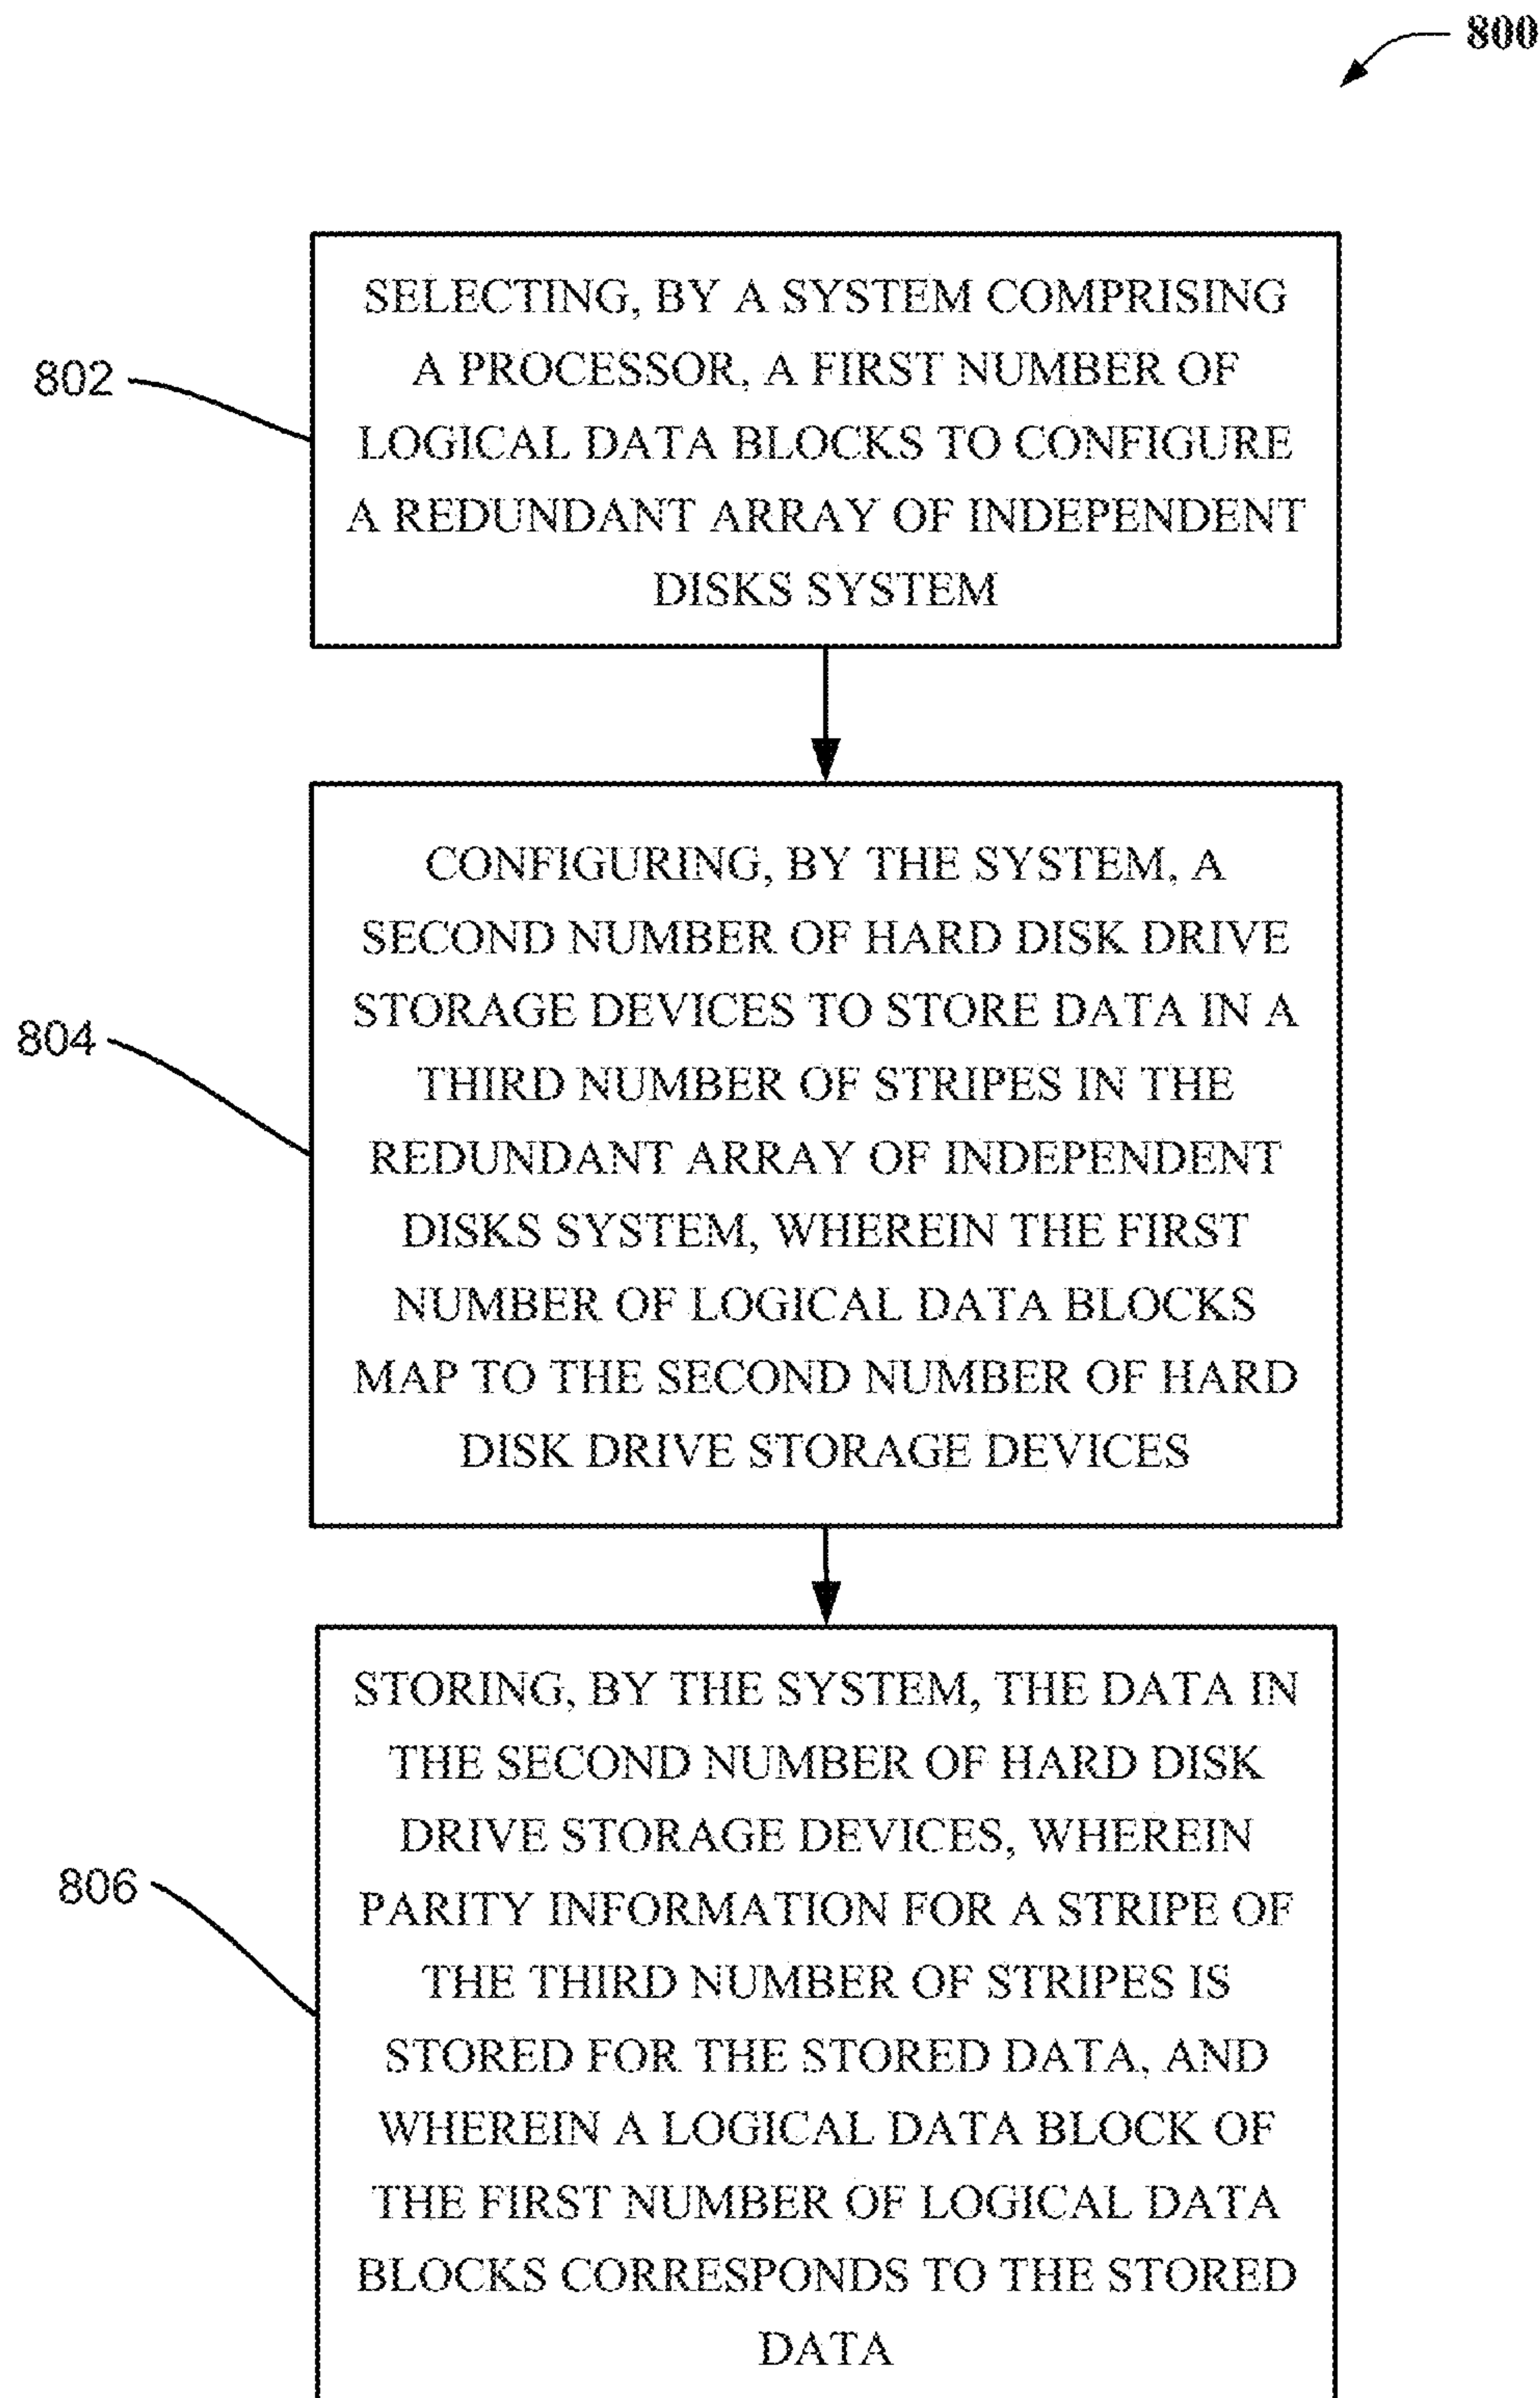 800
802
SELECTING, BY A SYSTEM COMPRISING
A PROCESSOR, A FIRST NUMBER OF
LOGICAL DATA BLOCKS TO CONFIGURE
A REDUNDANT ARRAY OF INDEPENDENT
DISKS SYSTEM
804
CONFIGURING, BY THE SYSTEM, A
SECOND NUMBER OF HARD DISK DRIVE
STORAGE DEVICES TO STORE DATA IN A
THIRD NUMBER OF STRIPES IN THE
REDUNDANT ARRAY OF INDEPENDENT
DISKS SYSTEM, WHEREIN THE FIRST
NUMBER OF LOGICAL DATA BLOCKS
MAP TO THE SECOND NUMBER OF HARD
DISK DRIVE STORAGE DEVICES
806
STORING, BY THE SYSTEM, THE DATA IN
THE SECOND NUMBER OF HARD DISK
DRIVE STORAGE DEVICES, WHEREIN
PARITY INFORMATION FOR A STRIPE OF
THE THIRD NUMBER OF STRIPES IS
STORED FOR THE STORED DATA, AND
WHEREIN A LOGICAL DATA BLOCK OF
THE FIRST NUMBER OF LOGICAL DATA
BLOCKS CORRESPONDS TO THE STORED
DATA